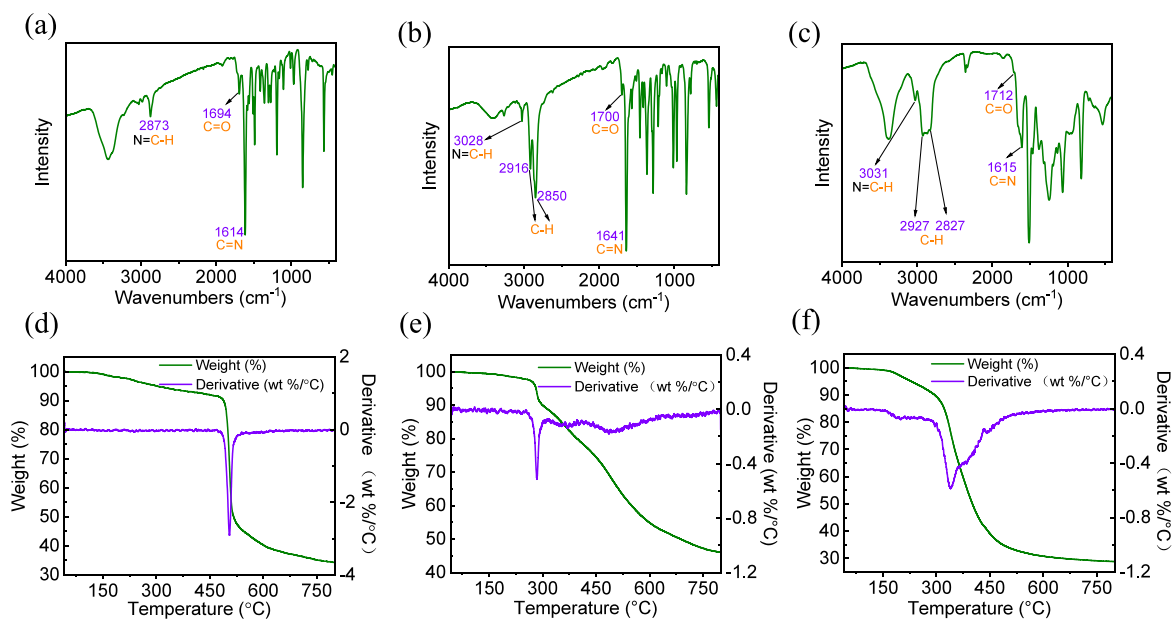 (a)
Intensity
2873
N=C-H
1694
C=O
1614
C=N
4000 3000 2000 1000
Wavenumbers (cm⁻¹)
(b)
Intensity
3028
N=C-H
2916
2850
C-H
1700
C=O
1641
C=N
4000 3000 2000 1000
Wavenumbers (cm⁻¹)
(c)
Intensity
3031
N=C-H
2927 2827
C-H
1712
C=O
1615
C=N
4000 3000 2000 1000
Wavenumbers (cm⁻¹)
(d)
Weight (%)
Derivative (wt %/°C)
100
90
80
70
60
50
40
30
Weight (%)
2
1
0
-1
-2
-3
-4
Derivative （wt %/°C）
150 300 450 600 750
Temperature (°C)
(e)
Weight (%)
Derivative （wt %/°C）
100
90
80
70
60
50
40
Weight (%)
0.4
0.0
-0.4
-0.8
-1.2
Derivative (wt %/°C)
150 300 450 600 750
Temperature (°C)
(f)
Weight (%)
Derivative （wt %/°C）
100
90
80
70
60
50
40
30
Weight (%)
0.4
0.0
-0.4
-0.8
-1.2
Derivative （wt %/°C）
150 300 450 600 750
Temperature (°C)